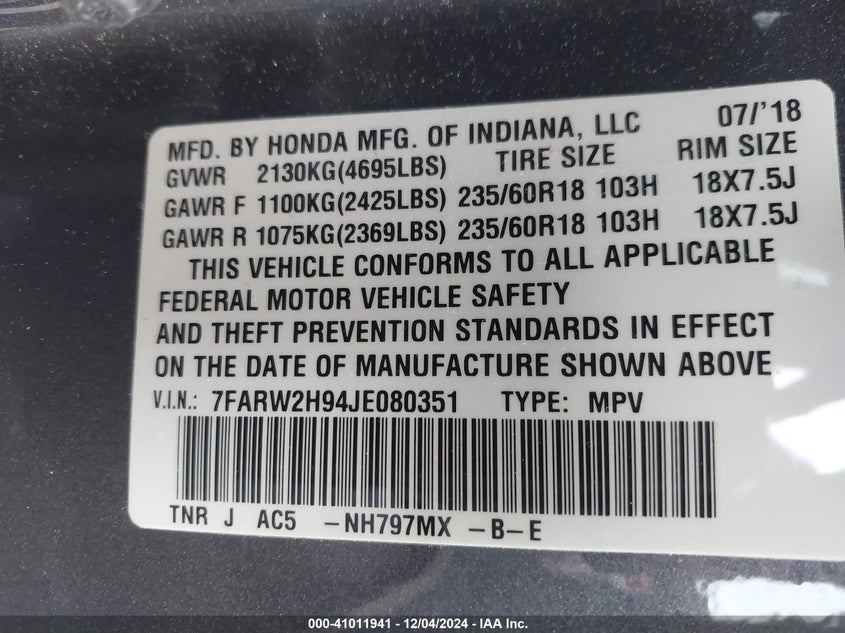 MFD. BY HONDA MFG. OF INDIANA, LLC 07/'18
GVWR 2130KG(4695LBS) TIRE SIZE RIM SIZE
GAWR F 1100KG(2425LBS) 235/60R18 103H 18X7.5J
GAWR R 1075KG(2369LBS) 235/60R18 103H 18X7.5J
THIS VEHICLE CONFORMS TO ALL APPLICABLE
FEDERAL MOTOR VEHICLE SAFETY
AND THEFT PREVENTION STANDARDS IN EFFECT
ON THE DATE OF MANUFACTURE SHOWN ABOVE.
V.I.N.: 7FARW2H94JE080351 TYPE: MPV
TNR J AC5 -NH797MX -B-E
000-41011941 - 12/04/2024 - IAA Inc.